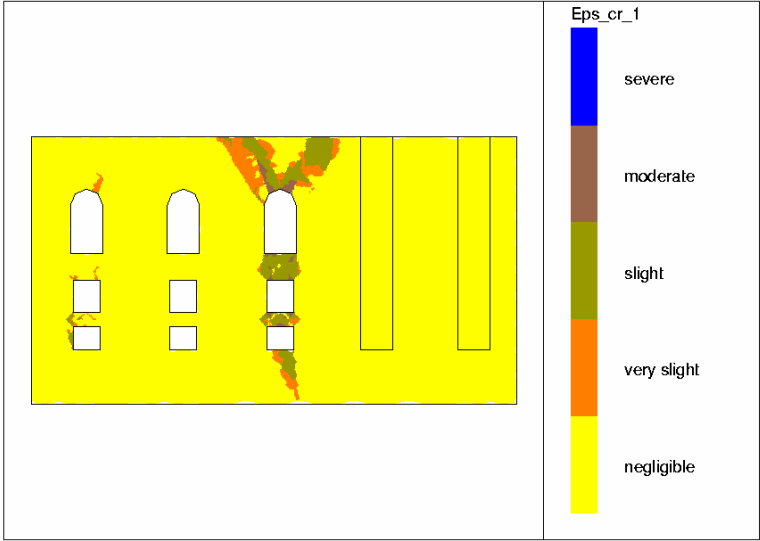 Eps_cr_1
severe
moderate
slight
very slight
negligible